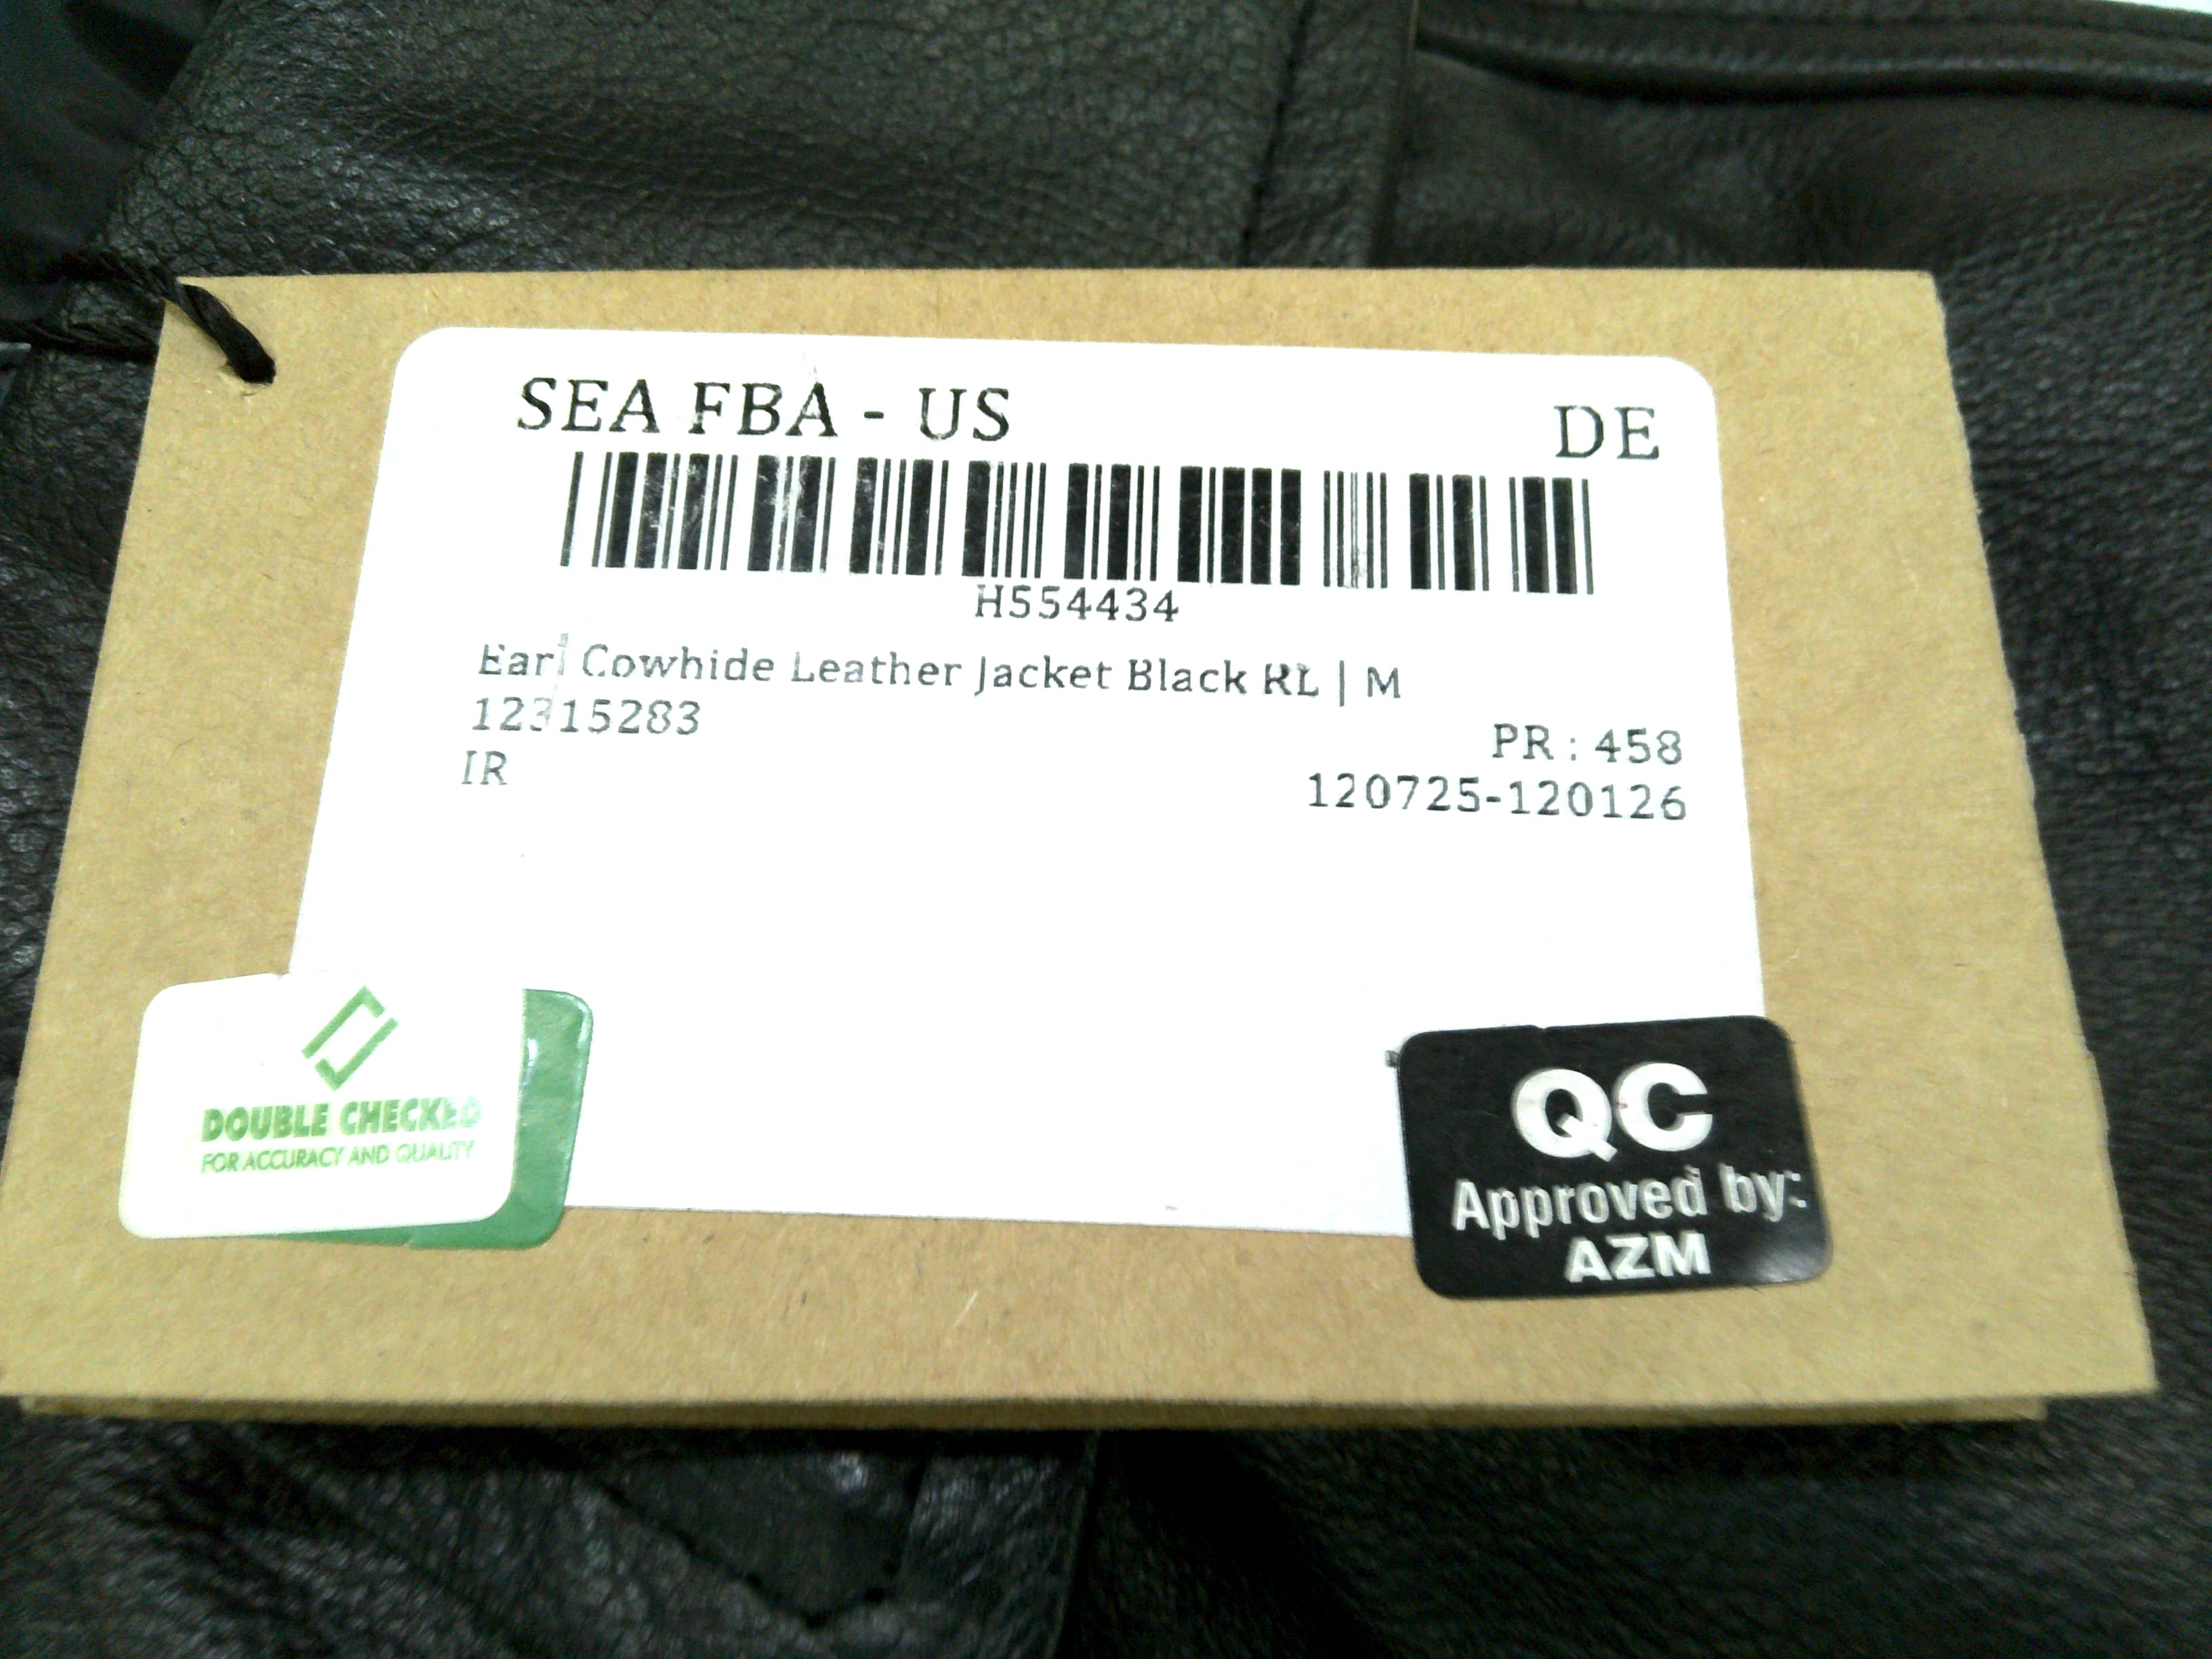 SEA FBA - US
DE
H554434
Earl Cowhide Leather Jacket Black RL | M
12315283
PR : 458
IR
120725-120126
DOUBLE CHECKED
FOR ACCURACY AND QUALITY
QC
Approved by:
AZM